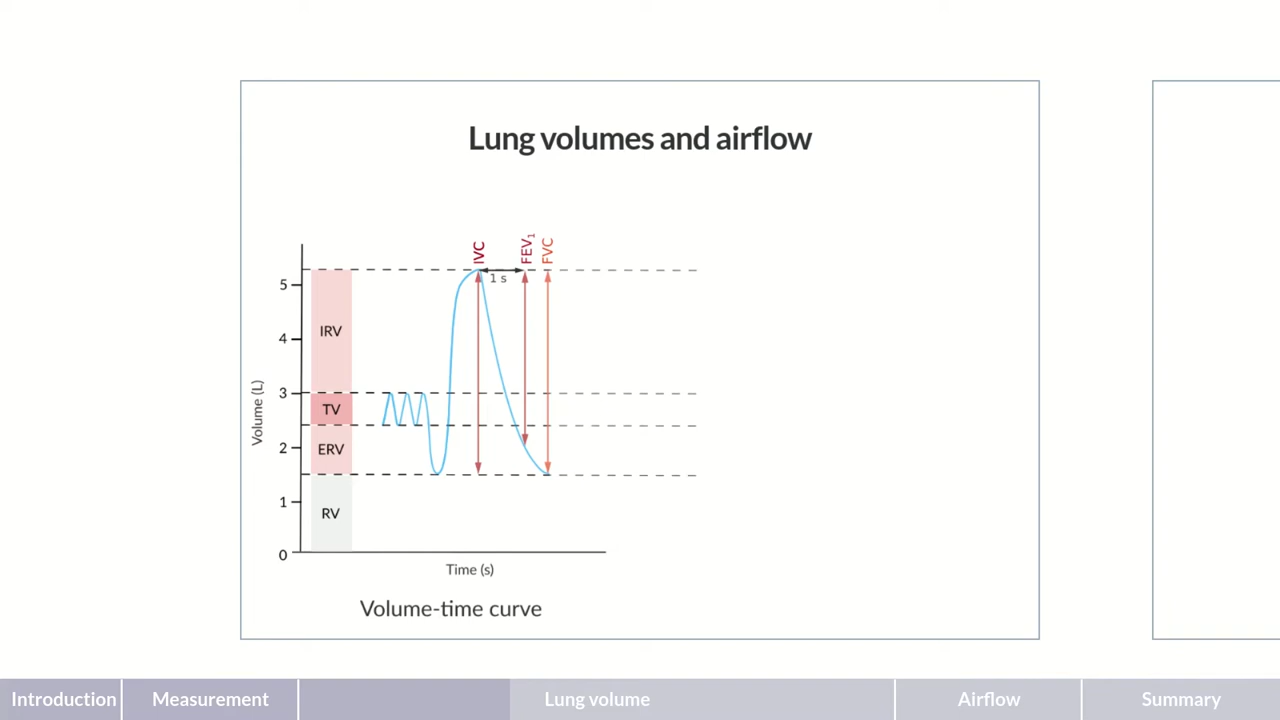 Lung volumes and airflow
IVC
FEV₁
FVC
1 s
5
4
3
2
1
0
IRV
TV
ERV
RV
Volume (L)
Time (s)
Volume-time curve
Introduction
Measurement
Lung volume
Airflow
Summary